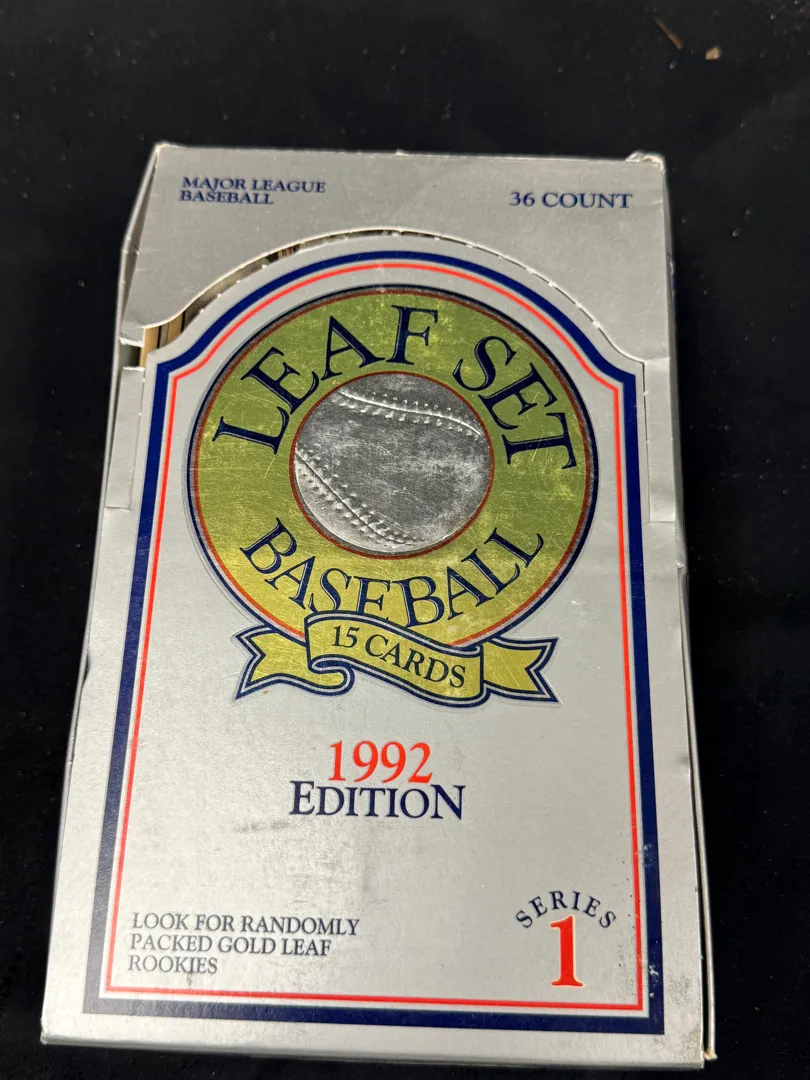 MAJOR LEAGUE
BASEBALL
36 COUNT
LEAF SET
BASEBALL
15 CARDS
1992
EDITION
LOOK FOR RANDOMLY
PACKED GOLD LEAF
ROOKIES
SERIES
1